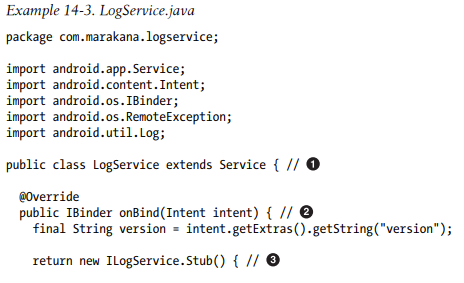 Example 14-3. LogService.java
package com.marakana.logservice;
import android.app.Service;
import android.content.Intent;
import android.os.IBinder;
import android.os.RemoteException;
import android.util.Log;
public class LogService extends Service { // ❶
@Override
public IBinder onBind(Intent intent) { // ❷
final String version = intent.getExtras().getString("version");
return new ILogService.Stub() { // ❸